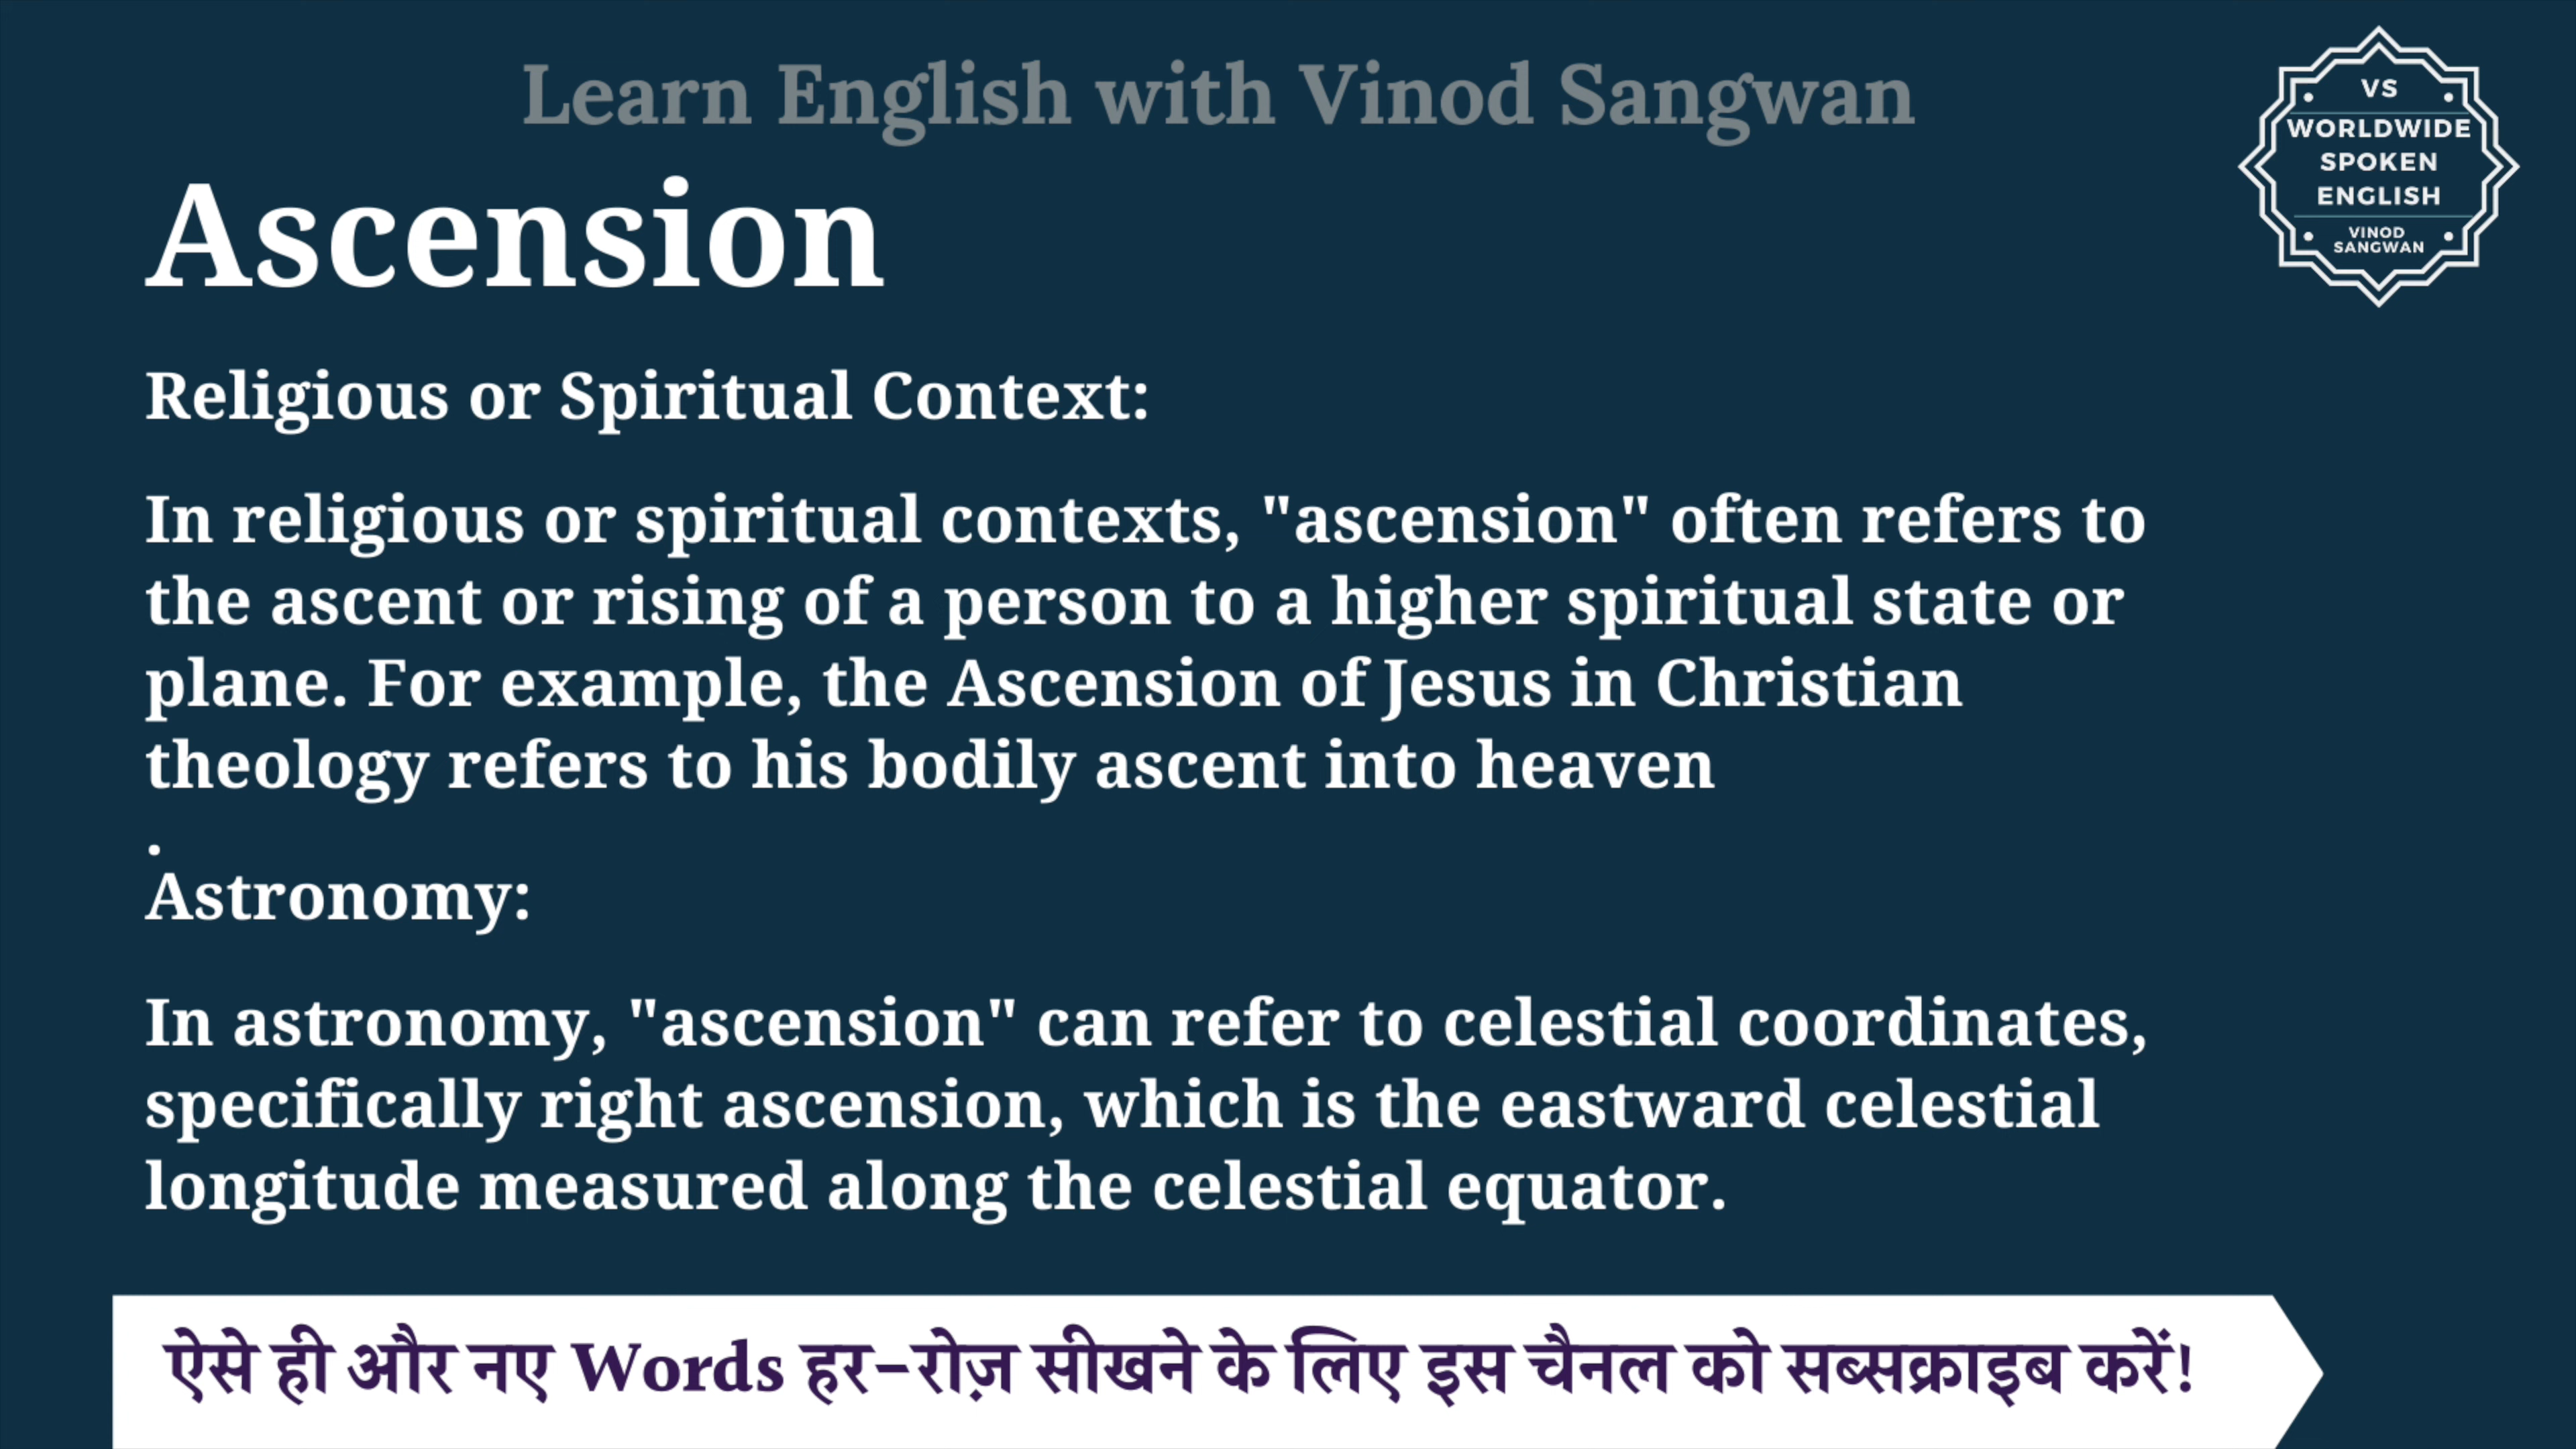 Learn English with Vinod Sangwan
VS
WORLDWIDE
SPOKEN
ENGLISH
VINOD
SANGWAN
Ascension
Religious or Spiritual Context:
In religious or spiritual contexts, "ascension" often refers to
the ascent or rising of a person to a higher spiritual state or
plane. For example, the Ascension of Jesus in Christian
theology refers to his bodily ascent into heaven
.
Astronomy:
In astronomy, "ascension" can refer to celestial coordinates,
specifically right ascension, which is the eastward celestial
longitude measured along the celestial equator.
ऐसे ही और नए Words हर-रोज़ सीखने के लिए इस चैनल को सब्सक्राइब करें!